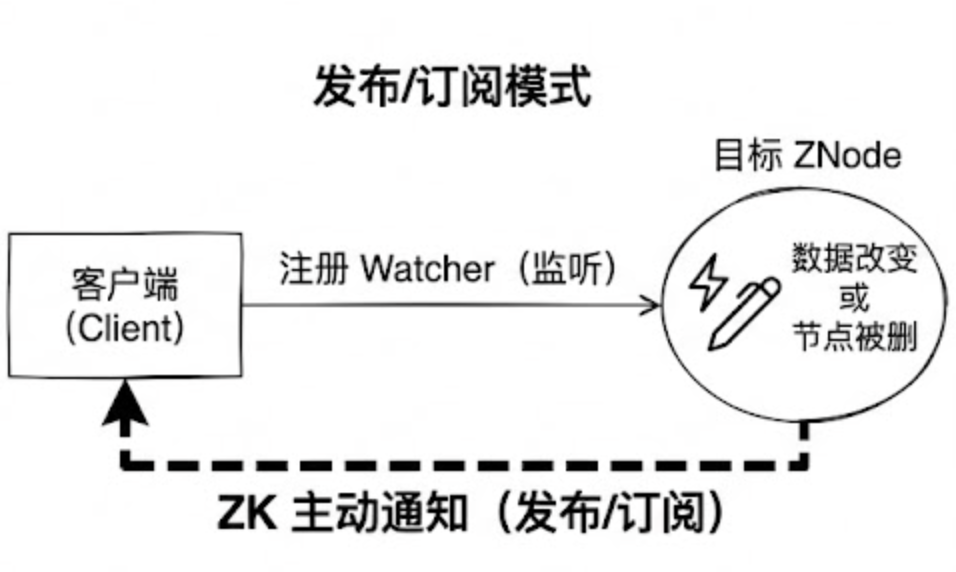 发布/订阅模式
目标 ZNode
客户端
（Client）
注册 Watcher（监听）
数据改变
或
节点被删
ZK 主动通知（发布/订阅）